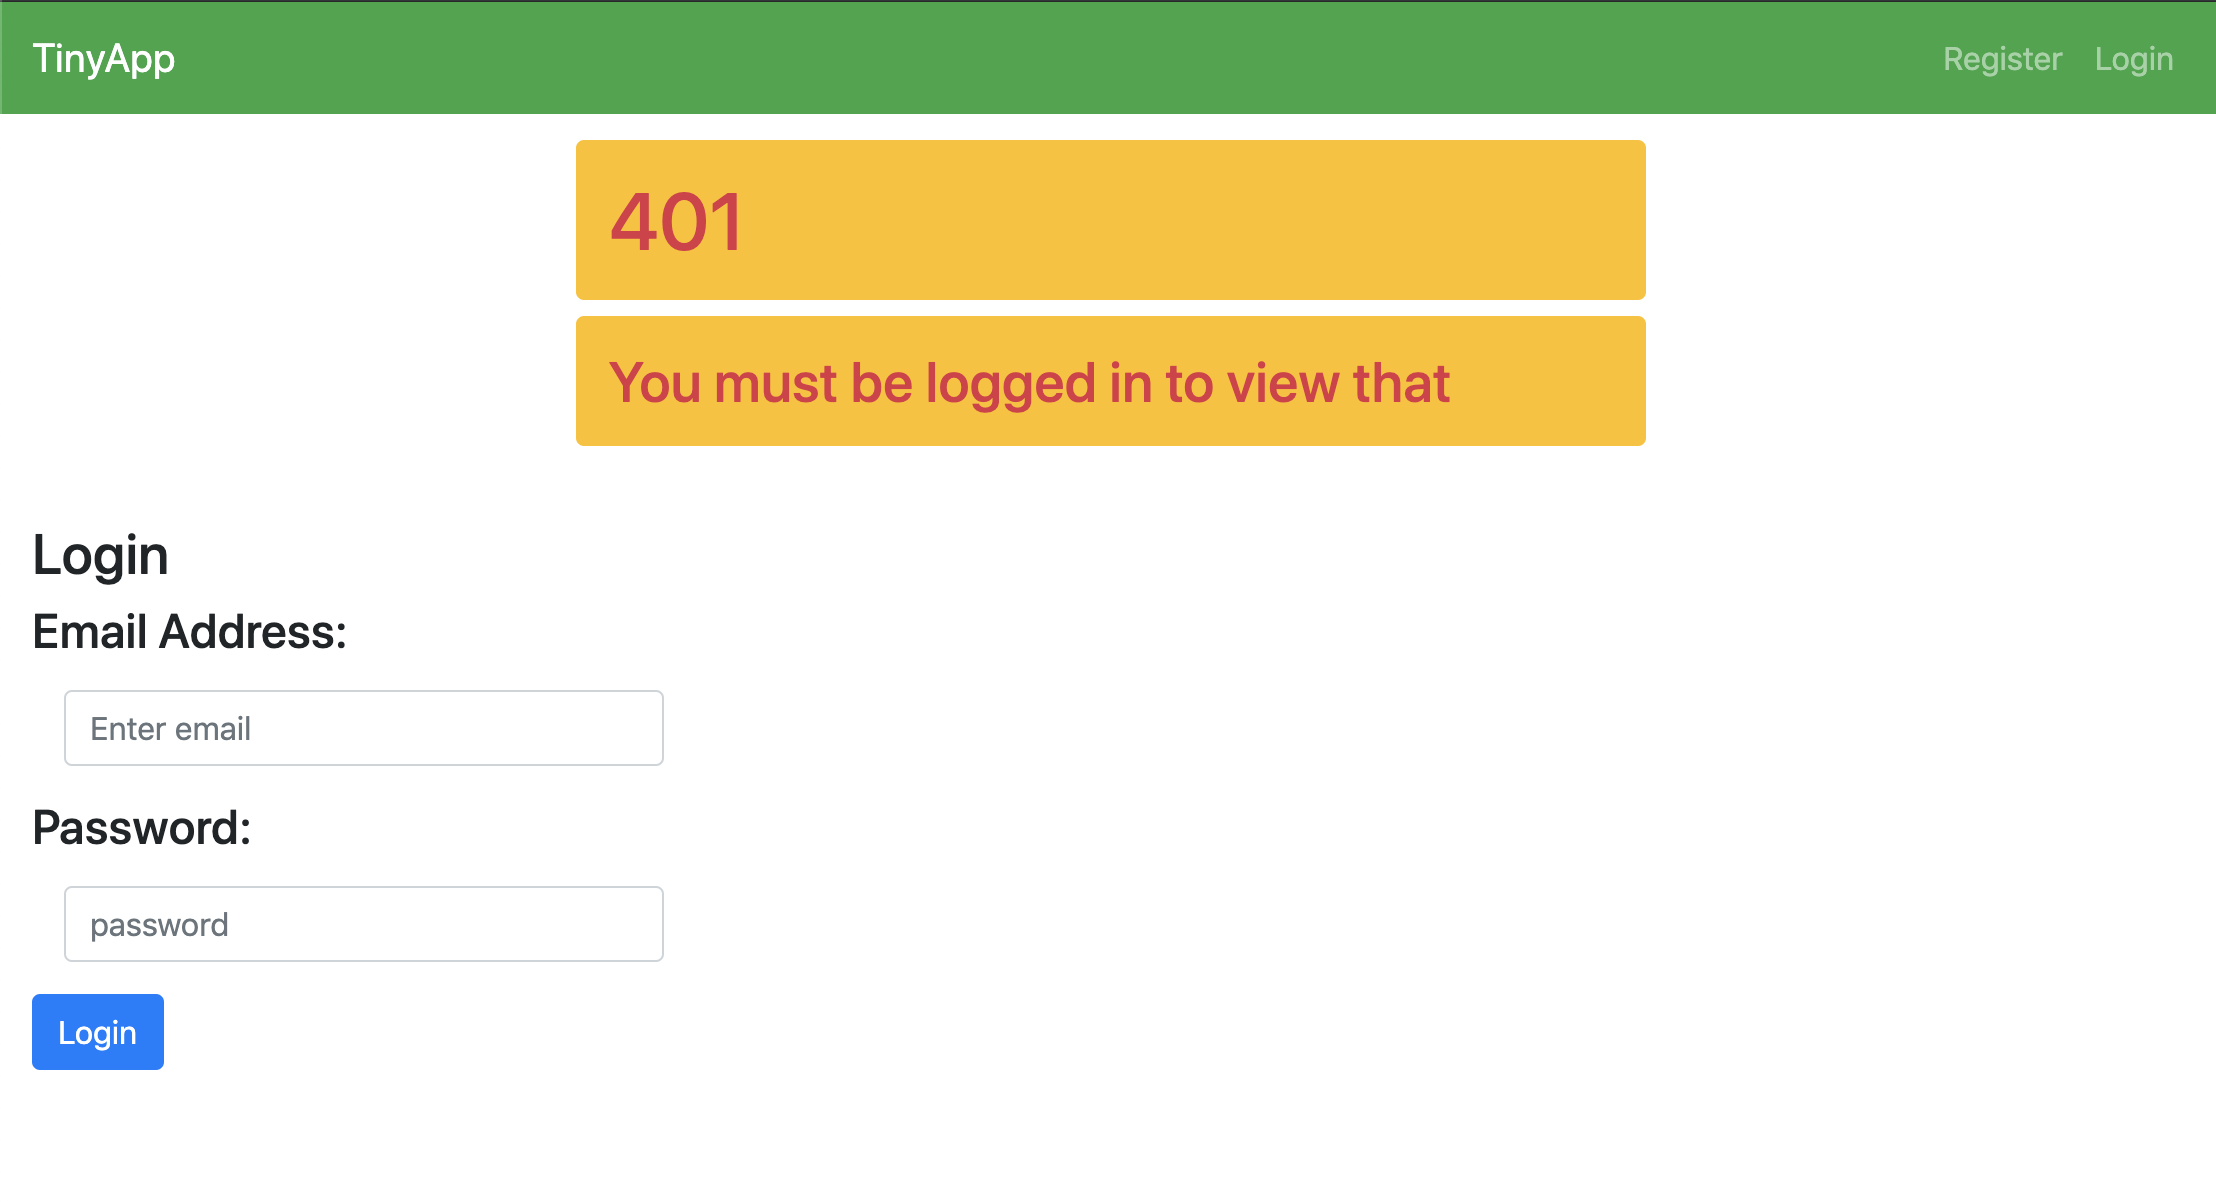 TinyApp Register Login
401
You must be logged in to view that
Login
Email Address:
Enter email
Password:
password
Login